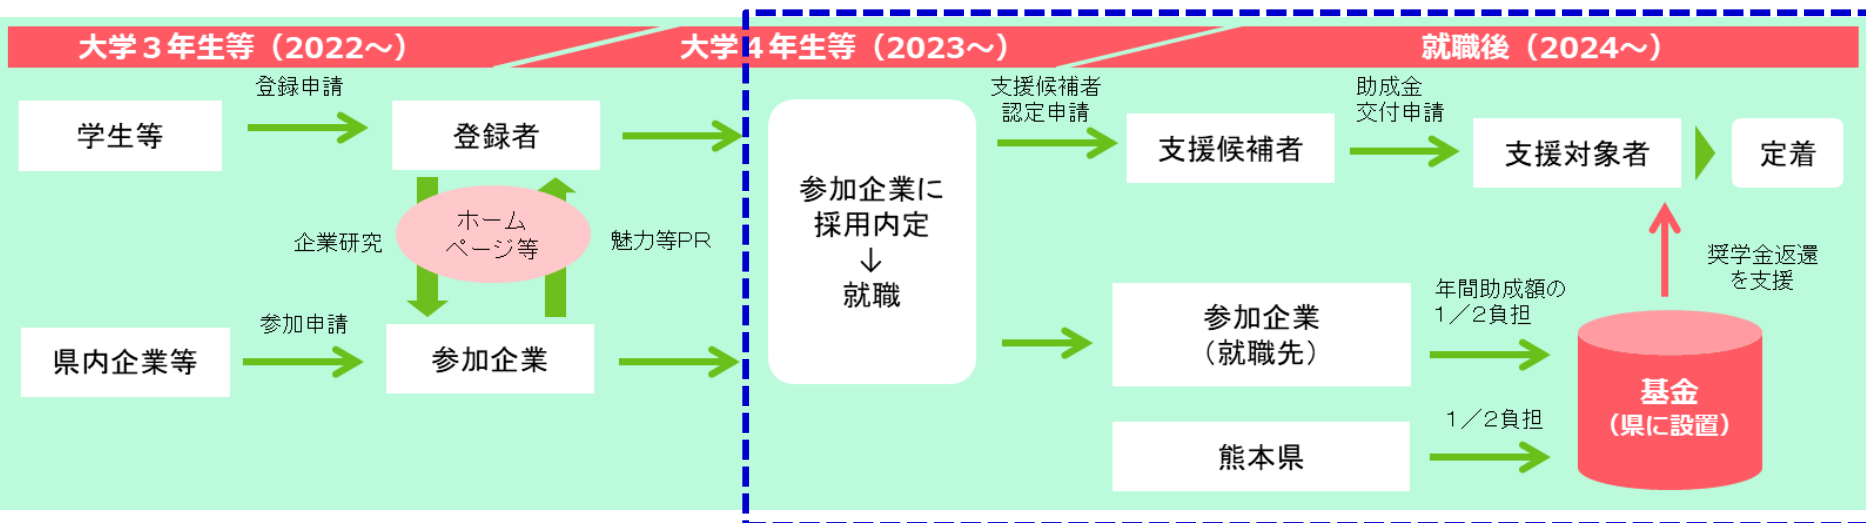 大学３年生等（2022～）
大学４年生等（2023～）
就職後（2024～）
登録申請
学生等
登録者
企業研究
ホーム
ページ等
魅力等PR
県内企業等
参加申請
参加企業
参加企業に
採用内定
↓
就職
支援候補者
認定申請
支援候補者
助成金
交付申請
支援対象者
定着
奨学金返還
を支援
参加企業
（就職先）
年間助成額の
１／２負担
熊本県
１／２負担
基金
（県に設置）